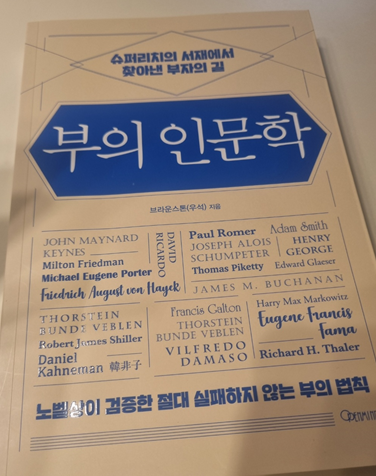 슈퍼리치의 서재에서
찾아낸 부자의 길
부의 인문학
브라운스톤(우석) 지음
JOHN MAYNARD
KEYNES
Milton Friedman
Michael Eugene Porter
Friedrich August von Hayek
DAVID
RICARDO
Paul Romer
JOSEPH ALOIS
SCHUMPETER
Thomas Piketty
Adam Smith
HENRY
GEORGE
Edward Glaeser
JAMES M. BUCHANAN
THORSTEIN
BUNDE VEBLEN
Robert James Shiller
Daniel
Kahneman 韓非子
Francis Galton
THORSTEIN
BUNDE VEBLEN
VILFREDO
DAMASO
Harry Max Markowitz
Eugene Francis
Fama
Richard H. Thaler
노벨상이 검증한 절대 실패하지 않는 부의 법칙